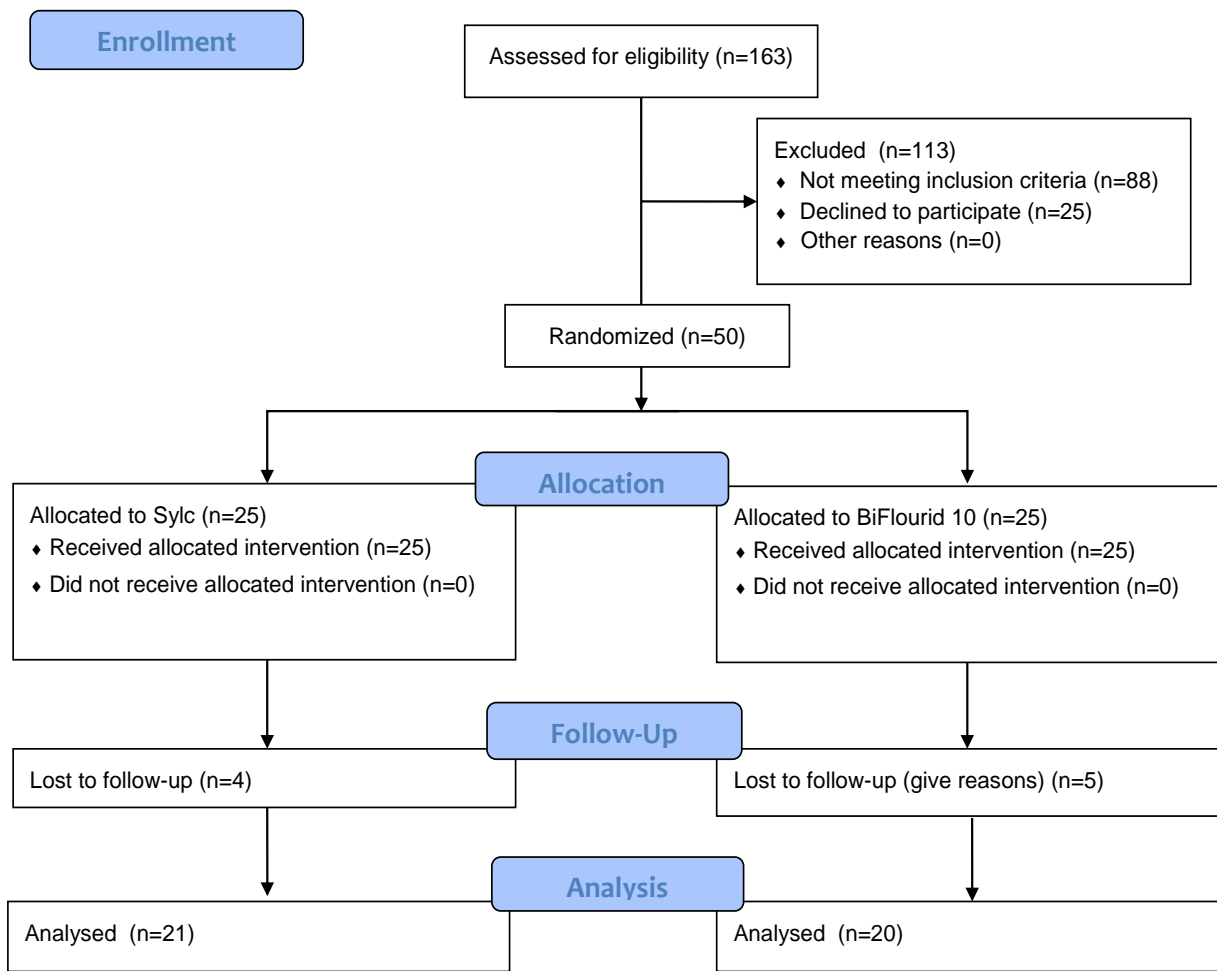 Enrollment
Assessed for eligibility (n=163)
Excluded (n=113)
♦ Not meeting inclusion criteria (n=88)
♦ Declined to participate (n=25)
♦ Other reasons (n=0)
Randomized (n=50)
Allocation
Allocated to Sylc (n=25)
♦ Received allocated intervention (n=25)
♦ Did not receive allocated intervention (n=0)
Allocated to BiFlourid 10 (n=25)
♦ Received allocated intervention (n=25)
♦ Did not receive allocated intervention (n=0)
Follow-Up
Lost to follow-up (n=4)
Lost to follow-up (give reasons) (n=5)
Analysis
Analysed (n=21)
Analysed (n=20)